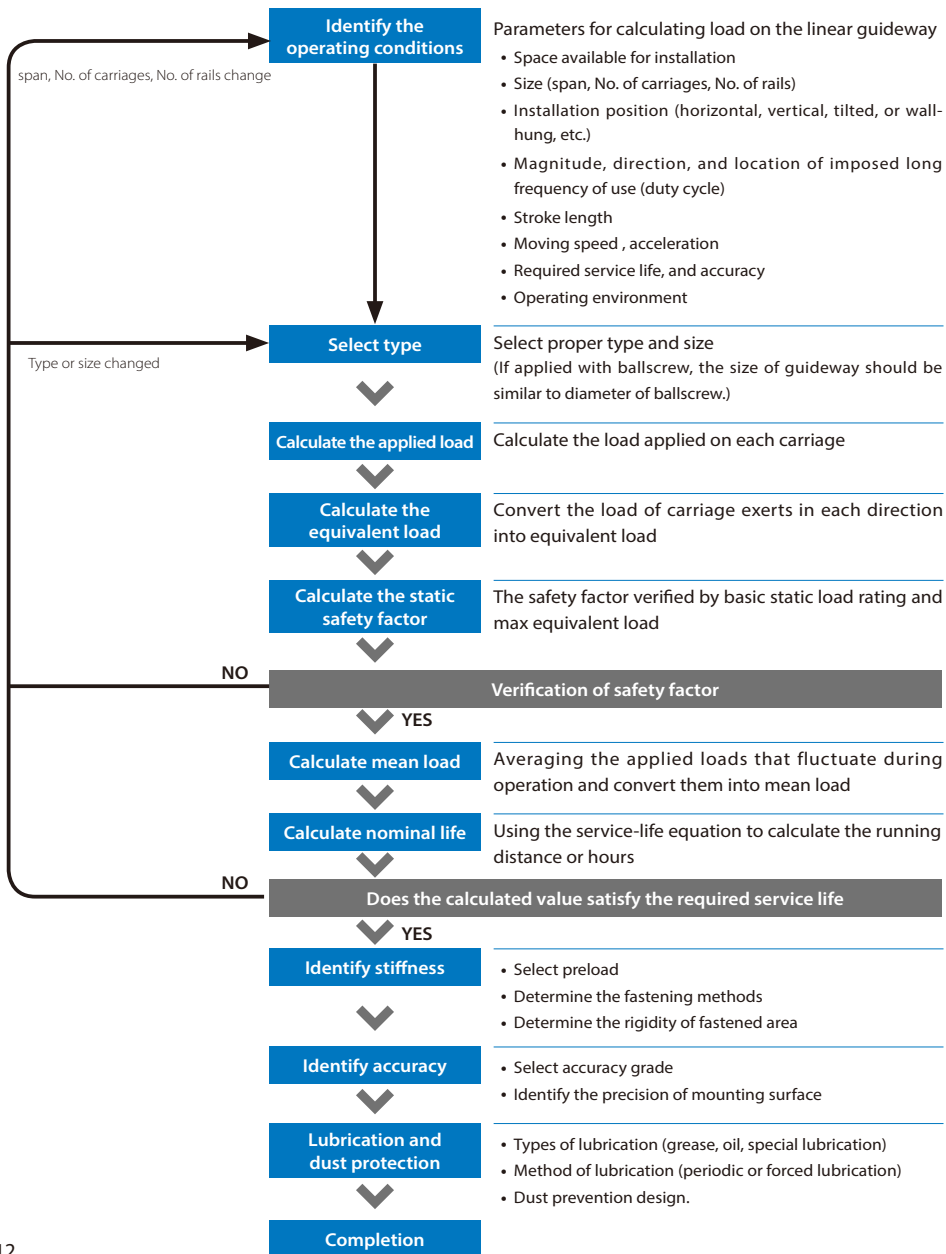 Identify the
operating conditions
Parameters for calculating load on the linear guideway
• Space available for installation
• Size (span, No. of carriages, No. of rails)
• Installation position (horizontal, vertical, tilted, or wall-
hung, etc.)
• Magnitude, direction, and location of imposed long
frequency of use (duty cycle)
• Stroke length
• Moving speed , acceleration
• Required service life, and accuracy
• Operating environment
span, No. of carriages, No. of rails change
Select type
Select proper type and size
(If applied with ballscrew, the size of guideway should be
similar to diameter of ballscrew.)
Type or size changed
Calculate the applied load
Calculate the load applied on each carriage
Calculate the
equivalent load
Convert the load of carriage exerts in each direction
into equivalent load
Calculate the static
safety factor
The safety factor verified by basic static load rating and
max equivalent load
NO
Verification of safety factor
YES
Calculate mean load
Averaging the applied loads that fluctuate during
operation and convert them into mean load
Calculate nominal life
Using the service-life equation to calculate the running
distance or hours
NO
Does the calculated value satisfy the required service life
YES
Identify stiffness
• Select preload
• Determine the fastening methods
• Determine the rigidity of fastened area
Identify accuracy
• Select accuracy grade
• Identify the precision of mounting surface
Lubrication and
dust protection
• Types of lubrication (grease, oil, special lubrication)
• Method of lubrication (periodic or forced lubrication)
• Dust prevention design.
Completion